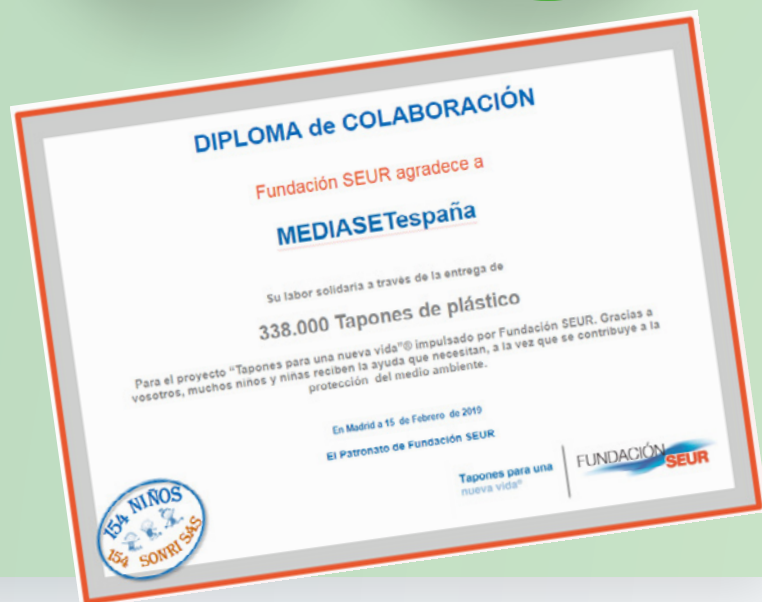 DIPLOMA de COLABORACIÓN
Fundación SEUR agradece a
MEDIASETespaña
Su labor solidaria a través de la entrega de
338.000 Tapones de plástico
Para el proyecto "Tapones para una nueva vida"® impulsado por Fundación SEUR. Gracias a
vosotros, muchos niños y niñas reciben la ayuda que necesitan, a la vez que se contribuye a la
protección del medio ambiente.
En Madrid a 15 de Febrero de 2019
El Patronato de Fundación SEUR
154 NIÑOS
154 SONRISAS
Tapones para una
nueva vida®
FUNDACIÓN
SEUR